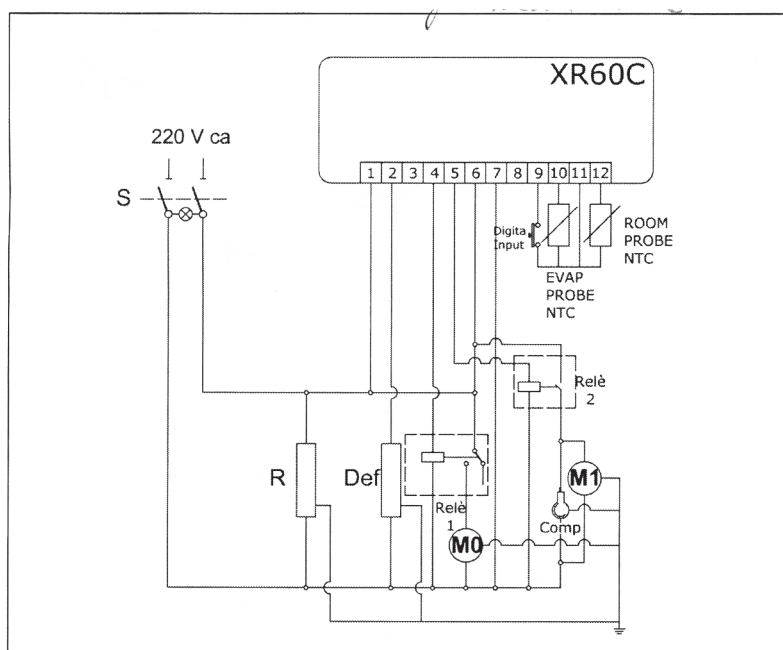 XR60C
220 V ca
1 2 3 4 5 6 7 8 9 10 11 12
S
Digita
Input
ROOM
PROBE
NTC
EVAP
PROBE
NTC
Relè
2
R
Def
M1
Relè
1
Comp
M0